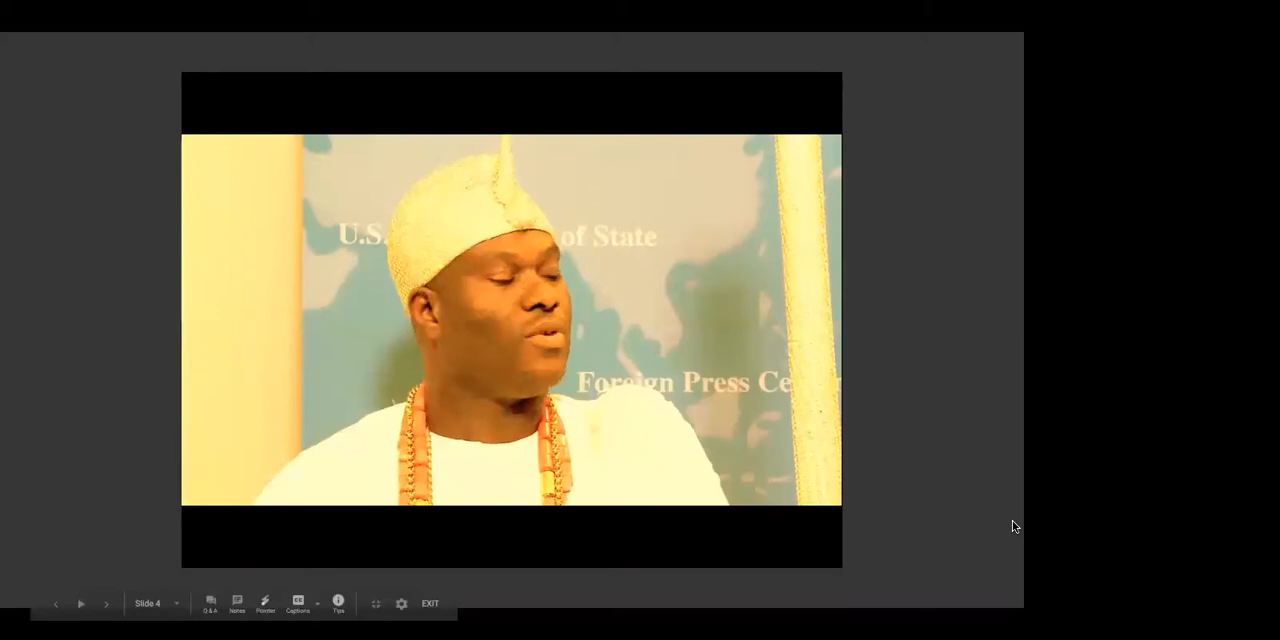 U.S. of State
Foreign Press Ce
Slide 4
Q & A
Notes
Pointer
Captions
Tips
EXIT